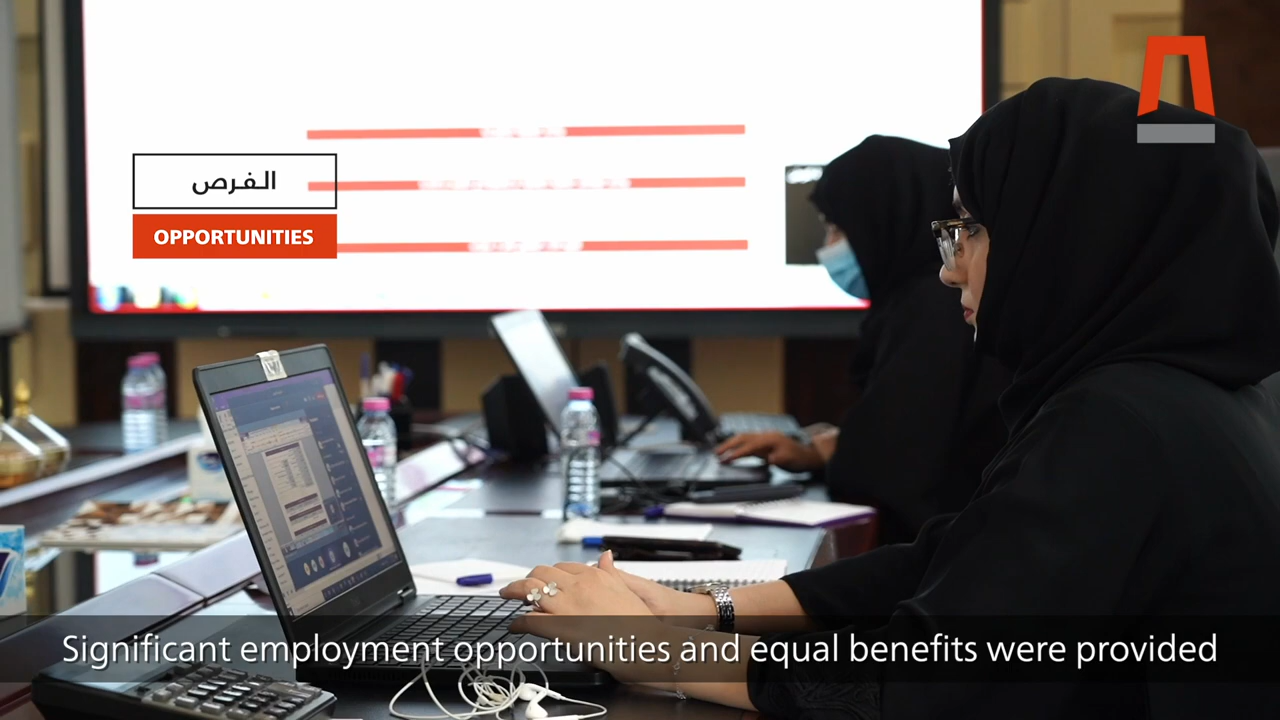 الفرص
OPPORTUNITIES
Significant employment opportunities and equal benefits were provided